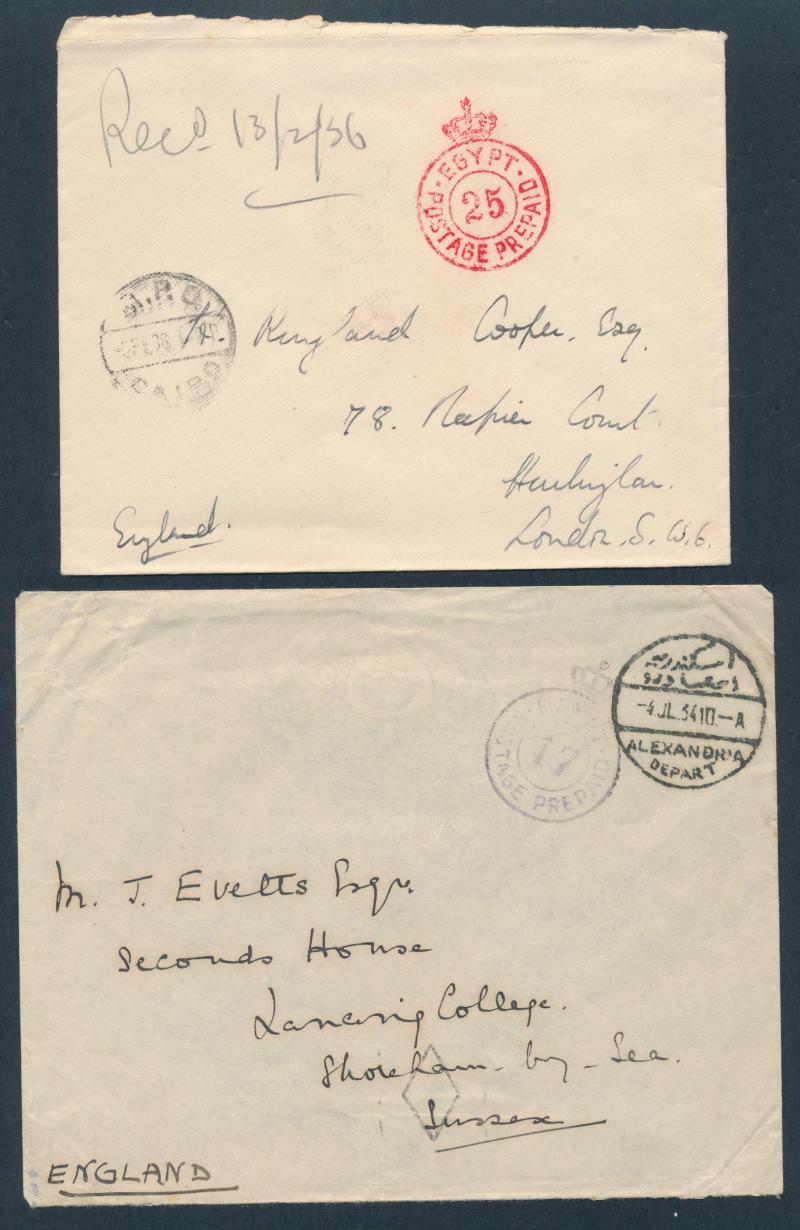 Recd 13/2/36
· EGYPT ·
25
POSTAGE PREPAID
CAIRO
Kingsland Cooper, Esq.
78. Napier Court.
Hurlingham.
London. S. W. 6.
England.
اسكندرية
-4.JL.34 10.-A
ALEXANDRIA
DEPART
17
STAGE PREPAID ·
M. J. Evetts Esqr.
Seconds House
Lancing College.
Shoreham-by-Sea.
Sussex
ENGLAND